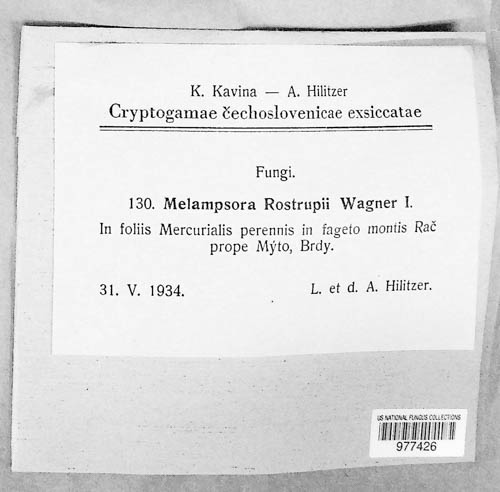 K. Kavina — A. Hilitzer
Cryptogamae čechoslovenicae exsiccatae
Fungi.
130. Melampsora Rostrupii Wagner I.
In foliis Mercurialis perennis in fageto montis Rač
prope Mýto, Brdy.
31. V. 1934. L. et d. A. Hilitzer.
US NATIONAL FUNGUS COLLECTIONS
977426